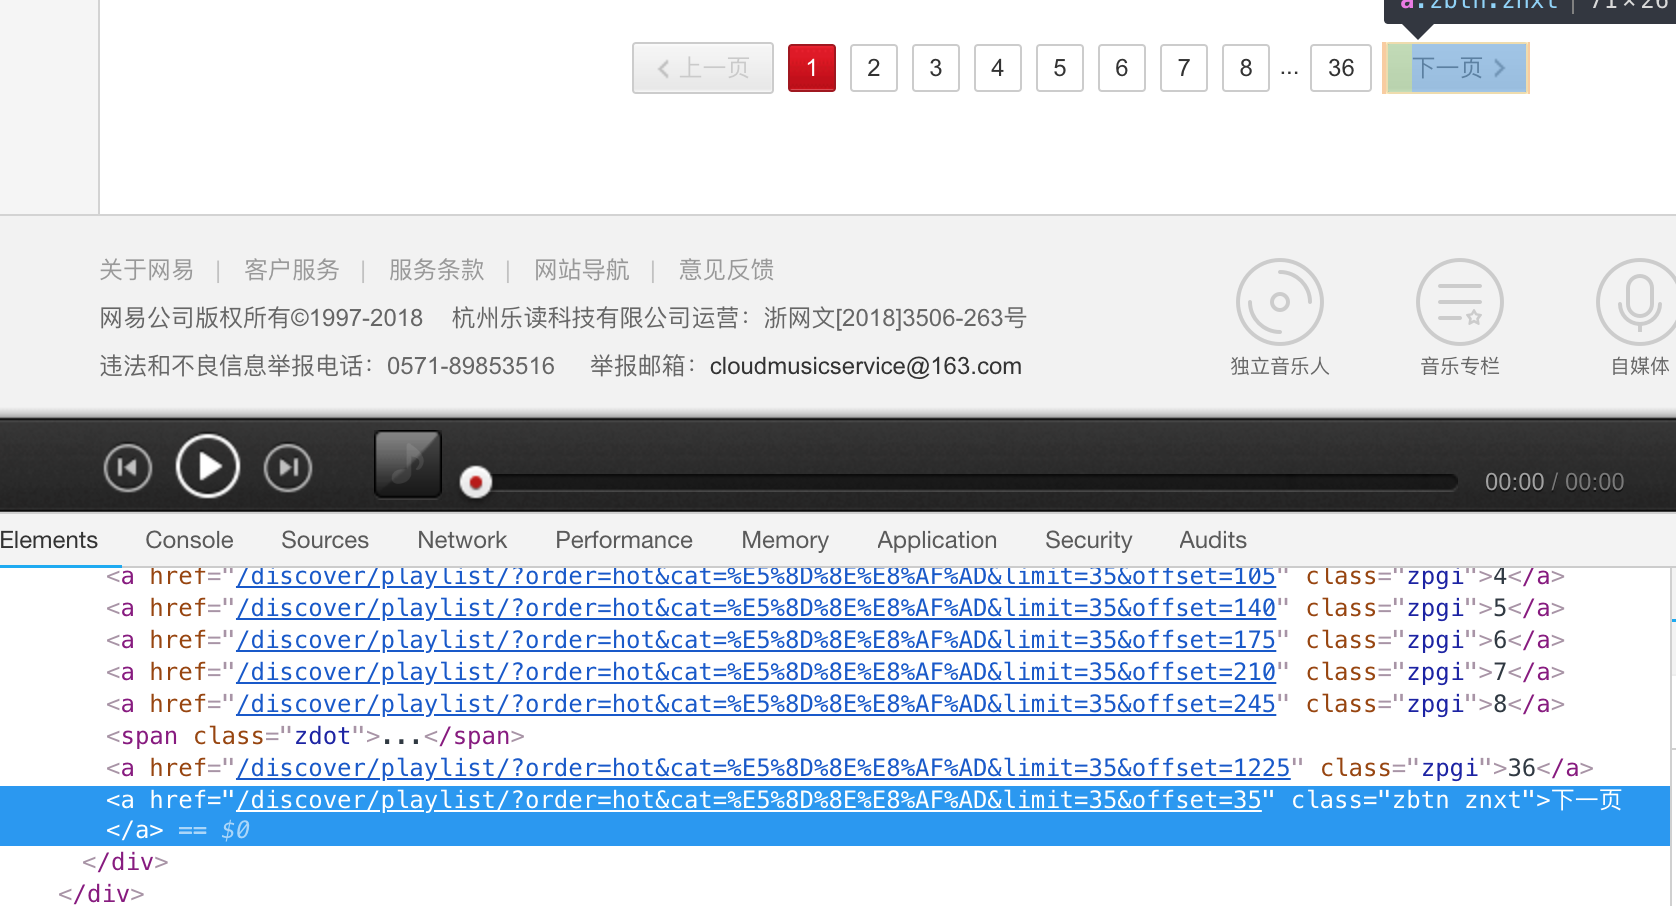 a.zbtn.znxt | 71×26
上一页 1 2 3 4 5 6 7 8 ... 36 下一页
关于网易 | 客户服务 | 服务条款 | 网站导航 | 意见反馈
网易公司版权所有©1997-2018 杭州乐读科技有限公司运营：浙网文[2018]3506-263号
违法和不良信息举报电话：0571-89853516 举报邮箱：cloudmusicservice@163.com
独立音乐人 音乐专栏 自媒体
00:00 / 00:00
Elements Console Sources Network Performance Memory Application Security Audits
<a href="/discover/playlist/?order=hot&cat=%E5%8D%8E%E8%AF%AD&limit=35&offset=105" class="zpgi">4</a>
<a href="/discover/playlist/?order=hot&cat=%E5%8D%8E%E8%AF%AD&limit=35&offset=140" class="zpgi">5</a>
<a href="/discover/playlist/?order=hot&cat=%E5%8D%8E%E8%AF%AD&limit=35&offset=175" class="zpgi">6</a>
<a href="/discover/playlist/?order=hot&cat=%E5%8D%8E%E8%AF%AD&limit=35&offset=210" class="zpgi">7</a>
<a href="/discover/playlist/?order=hot&cat=%E5%8D%8E%E8%AF%AD&limit=35&offset=245" class="zpgi">8</a>
<span class="zdot">...</span>
<a href="/discover/playlist/?order=hot&cat=%E5%8D%8E%E8%AF%AD&limit=35&offset=1225" class="zpgi">36</a>
<a href="/discover/playlist/?order=hot&cat=%E5%8D%8E%E8%AF%AD&limit=35&offset=35" class="zbtn znxt">下一页
</a> == $0
</div>
</div>